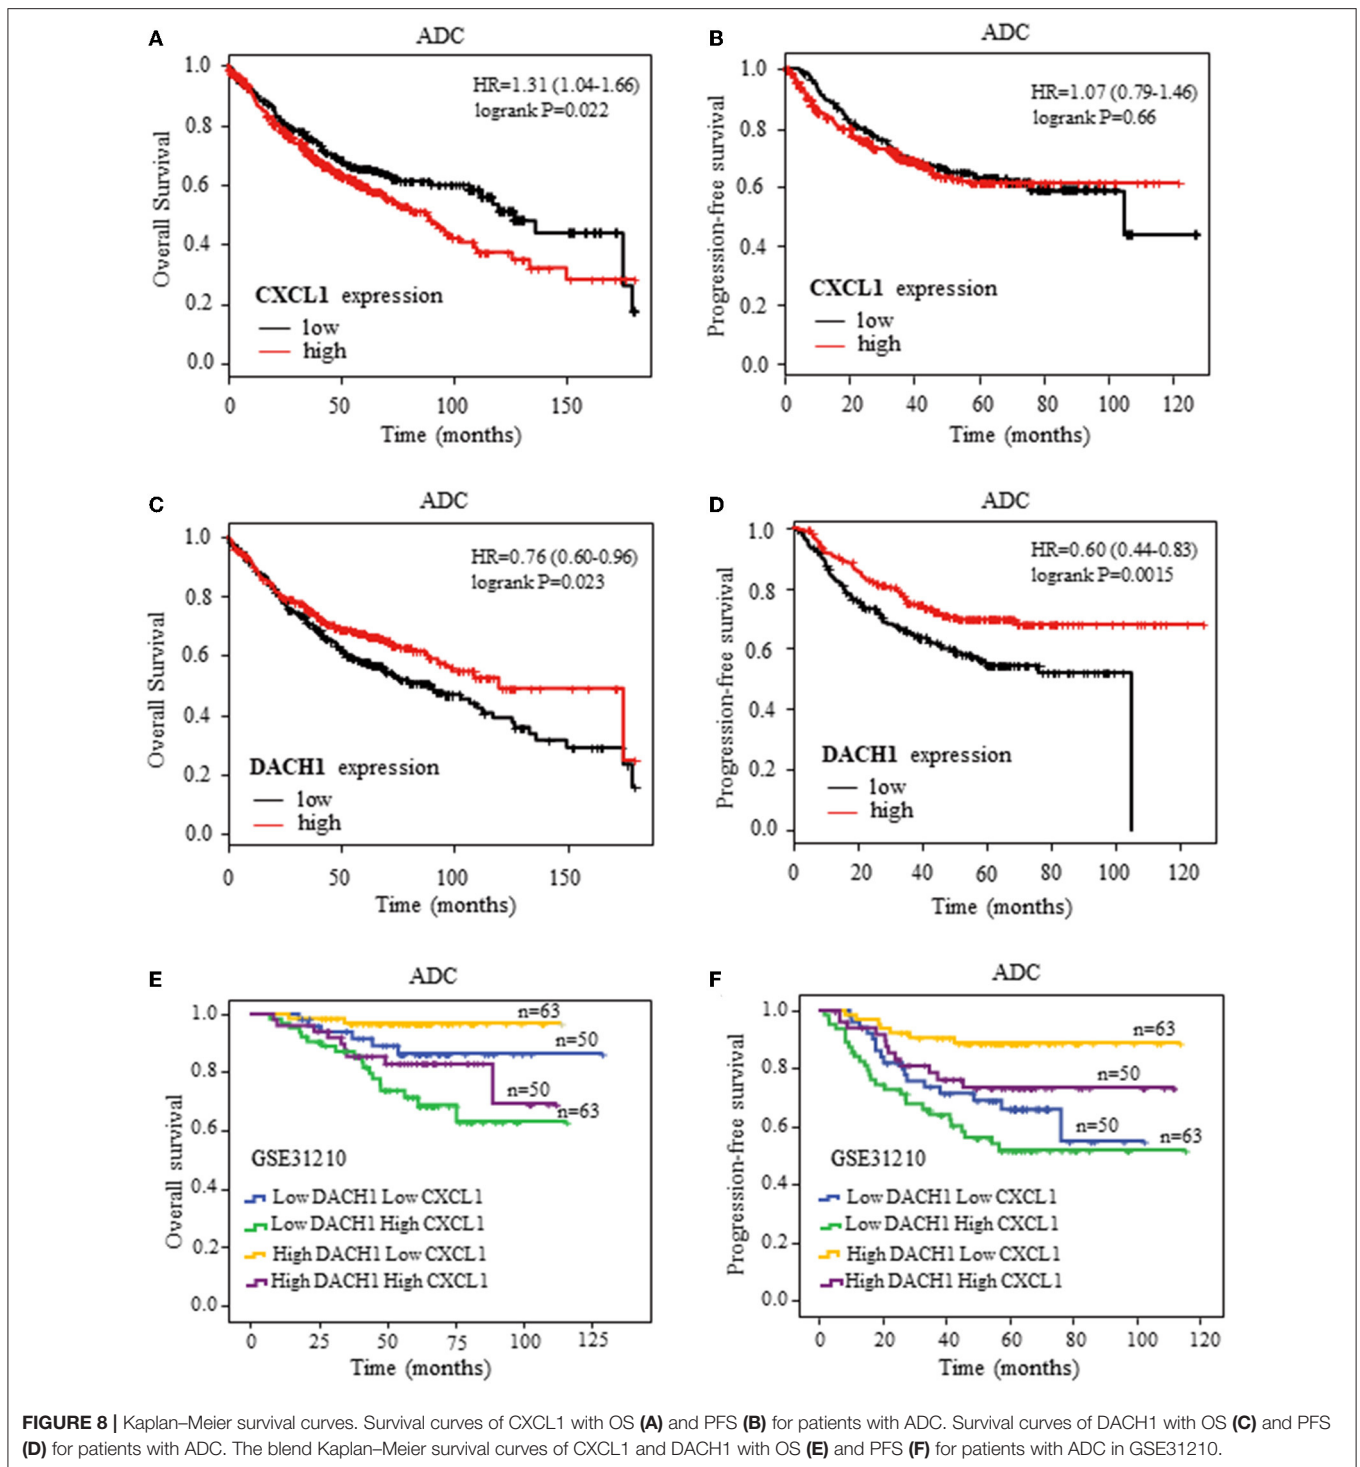 A
ADC
Overall Survival
1.0
0.8
0.6
0.4
0.2
0.0
HR=1.31 (1.04-1.66)
logrank P=0.022
CXCL1 expression
low
high
0 50 100 150
Time (months)
B
ADC
Progression-free survival
1.0
0.8
0.6
0.4
0.2
0.0
HR=1.07 (0.79-1.46)
logrank P=0.66
CXCL1 expression
low
high
0 20 40 60 80 100 120
Time (months)
C
ADC
Overall Survival
1.0
0.8
0.6
0.4
0.2
0.0
HR=0.76 (0.60-0.96)
logrank P=0.023
DACH1 expression
low
high
0 50 100 150
Time (months)
D
ADC
Progression-free survival
1.0
0.8
0.6
0.4
0.2
0.0
HR=0.60 (0.44-0.83)
logrank P=0.0015
DACH1 expression
low
high
0 20 40 60 80 100 120
Time (months)
E
ADC
Overall survival
1.0
0.8
0.6
0.4
0.2
0.0
n=63
n=50
n=50
n=63
GSE31210
Low DACH1 Low CXCL1
Low DACH1 High CXCL1
High DACH1 Low CXCL1
High DACH1 High CXCL1
0 25 50 75 100 125
Time (months)
F
ADC
Progression-free survival
1.0
0.8
0.6
0.4
0.2
0.0
n=63
n=50
n=50
n=63
GSE31210
Low DACH1 Low CXCL1
Low DACH1 High CXCL1
High DACH1 Low CXCL1
High DACH1 High CXCL1
0 20 40 60 80 100 120
Time (months)
FIGURE 8 | Kaplan–Meier survival curves. Survival curves of CXCL1 with OS (A) and PFS (B) for patients with ADC. Survival curves of DACH1 with OS (C) and PFS
(D) for patients with ADC. The blend Kaplan–Meier survival curves of CXCL1 and DACH1 with OS (E) and PFS (F) for patients with ADC in GSE31210.